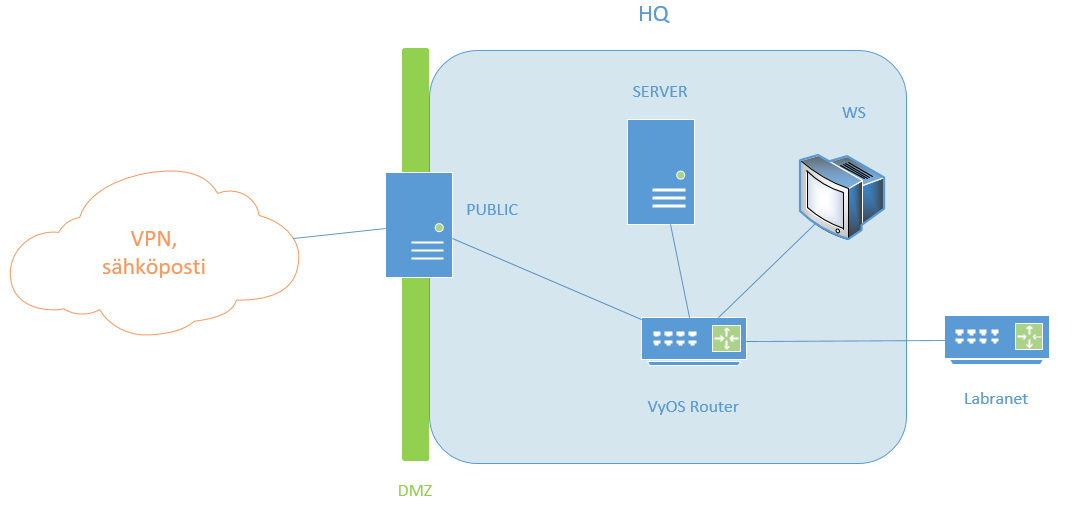 HQ
SERVER
WS
PUBLIC
VPN,
sähköposti
VyOS Router
Labranet
DMZ